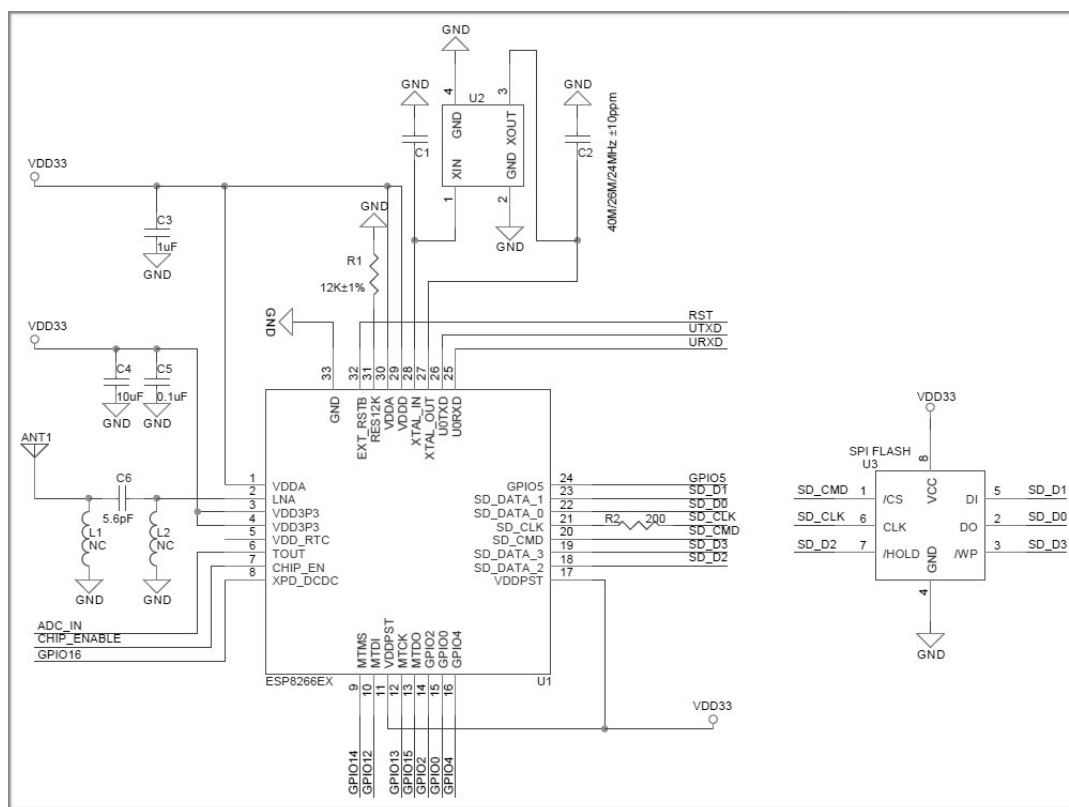 GND
4
3
U2
GND
GND
XOUT
XIN
GND
GND
C1
C2
40M/26M/24MHz ±10ppm
1
2
GND
VDD33
C3
1uF
GND
GND
R1
12K±1%
GND
RST
UTXD
URXD
VDD33
C4
C5
10uF
0.1uF
GND
GND
33
32
31
30
29
28
27
26
25
GND
EXT_RSTB
RES12K
VDDA
VDDD
XTAL_IN
XTAL_OUT
U0TXD
U0RXD
ANT1
C6
5.6pF
L1
NC
L2
NC
GND
GND
1 VDDA
2 LNA
3 VDD3P3
4 VDD3P3
5 VDD_RTC
6 TOUT
7 CHIP_EN
8 XPD_DCDC
ADC_IN
CHIP_ENABLE
GPIO16
GPIO5 24 GPIO5
SD_DATA_1 23 SD_D1
SD_DATA_0 22 SD_D0
SD_CLK 21 R2 200 SD_CLK
SD_CMD 20 SD_CMD
SD_DATA_3 19 SD_D3
SD_DATA_2 18 SD_D2
VDDPST 17
MTMS
MTDI
VDDPST
MTCK
MTDO
GPIO2
GPIO0
GPIO4
ESP8266EX
U1
9
10
11
12
13
14
15
16
GPIO14
GPIO12
GPIO13
GPIO15
GPIO2
GPIO0
GPIO4
VDD33
VDD33
SPI FLASH
U3
8
VCC
SD_CMD 1 /CS
DI 5 SD_D1
SD_CLK 6 CLK
DO 2 SD_D0
SD_D2 7 /HOLD
/WP 3 SD_D3
GND
4
GND